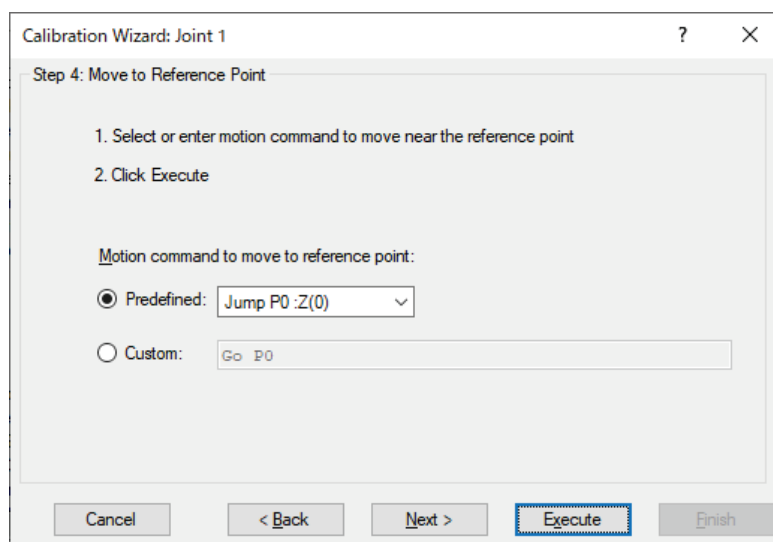 Calibration Wizard: Joint 1 ?
Step 4: Move to Reference Point
1. Select or enter motion command to move near the reference point
2. Click Execute
Motion command to move to reference point:
Predefined: Jump P0 :Z(0)
Custom: Go P0
Cancel < Back Next > Execute Finish